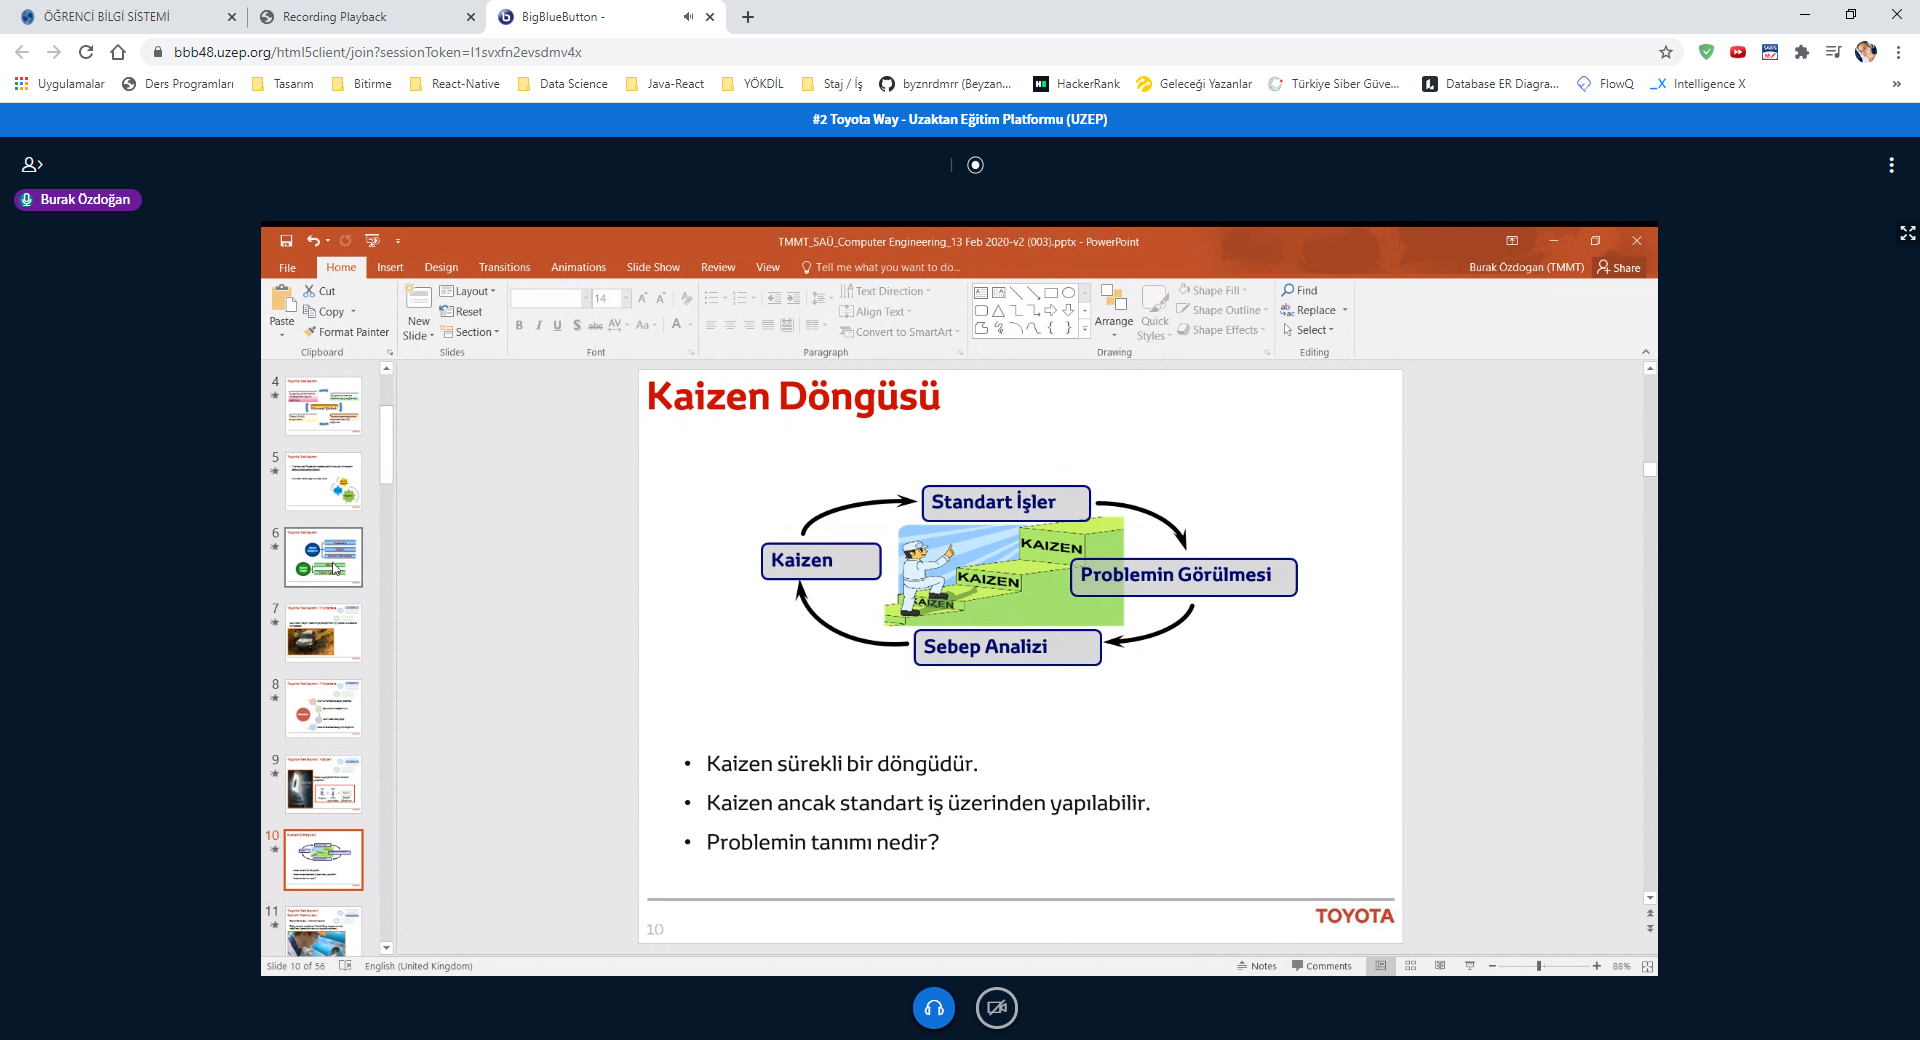 ÖĞRENCİ BİLGİ SİSTEMİ
Recording Playback
BigBlueButton -
bbb48.uzep.org/html5client/join?sessionToken=l1svxfn2evsdmv4x
Uygulamalar
Ders Programları
Tasarım
Bitirme
React-Native
Data Science
Java-React
YÖKDİL
Staj / İş
byznrdmrr (Beyzan...
HackerRank
Geleceği Yazanlar
Türkiye Siber Güve...
Database ER Diagra...
FlowQ
Intelligence X
#2 Toyota Way - Uzaktan Eğitim Platformu (UZEP)
Burak Özdoğan
TMMT_SAÜ_Computer Engineering_13 Feb 2020-v2 (003).pptx - PowerPoint
File
Home
Insert
Design
Transitions
Animations
Slide Show
Review
View
Tell me what you want to do...
Burak Özdogan (TMMT)
Share
Paste
Cut
Copy
Format Painter
Clipboard
New
Slide
Layout
Reset
Section
Slides
14
Font
Text Direction
Align Text
Convert to SmartArt
Paragraph
Arrange
Quick
Styles
Shape Fill
Shape Outline
Shape Effects
Drawing
Find
Replace
Select
Editing
4
5
6
7
8
9
10
11
Kaizen Döngüsü
Standart İşler
Kaizen
Problemin Görülmesi
Sebep Analizi
KAIZEN
KAIZEN
KAIZEN
• Kaizen sürekli bir döngüdür.
• Kaizen ancak standart iş üzerinden yapılabilir.
• Problemin tanımı nedir?
TOYOTA
10
Slide 10 of 56
English (United Kingdom)
Notes
Comments
88%